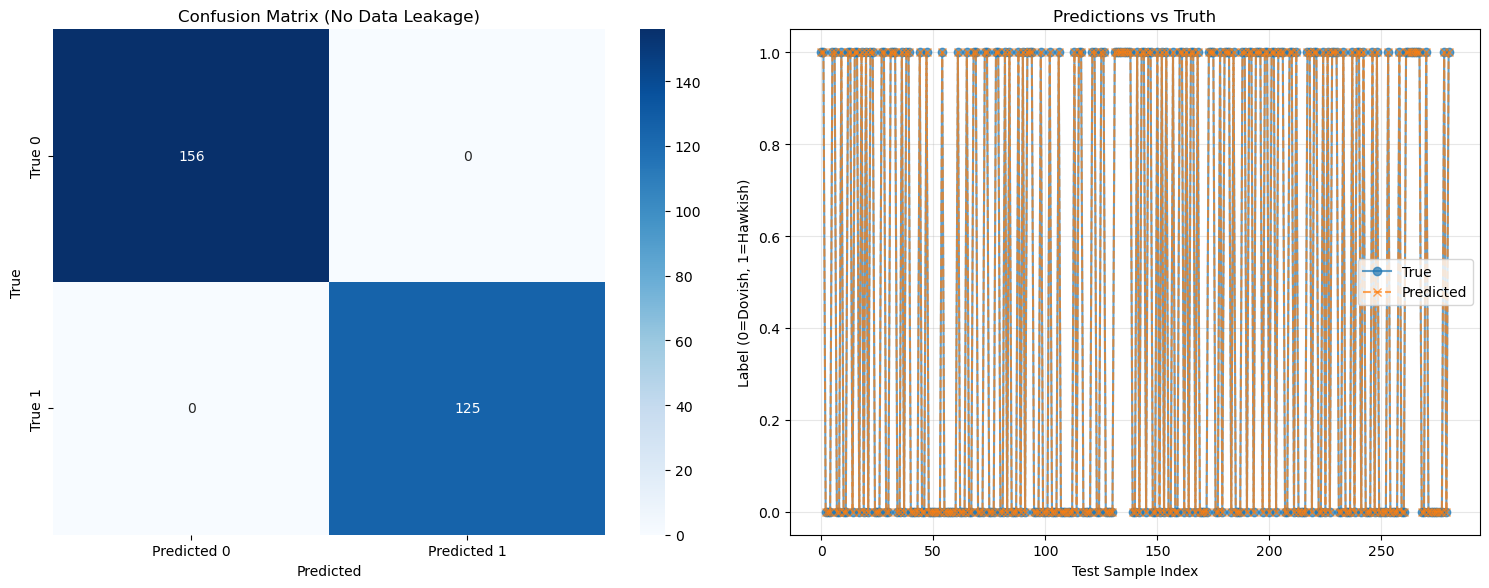 Confusion Matrix (No Data Leakage)
True 0
True 1
True
156
0
0
125
Predicted 0
Predicted 1
Predicted
140
120
100
80
60
40
20
0
Predictions vs Truth
Label (0=Dovish, 1=Hawkish)
1.0
0.8
0.6
0.4
0.2
0.0
True
Predicted
0
50
100
150
200
250
Test Sample Index